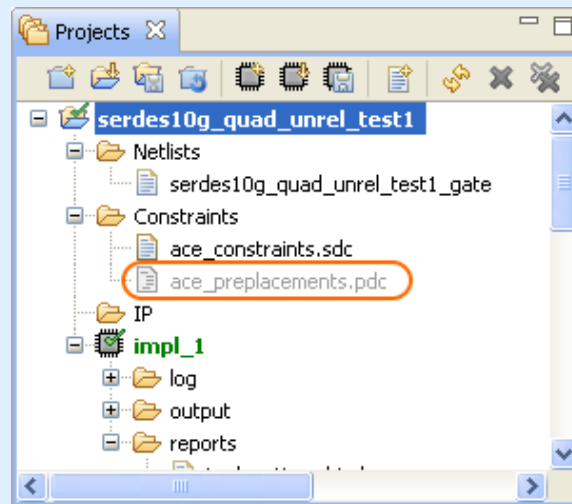 Projects
serdes10g_quad_unrel_test1
Netlists
serdes10g_quad_unrel_test1_gate
Constraints
ace_constraints.sdc
ace_preplacements.pdc
IP
impl_1
log
output
reports